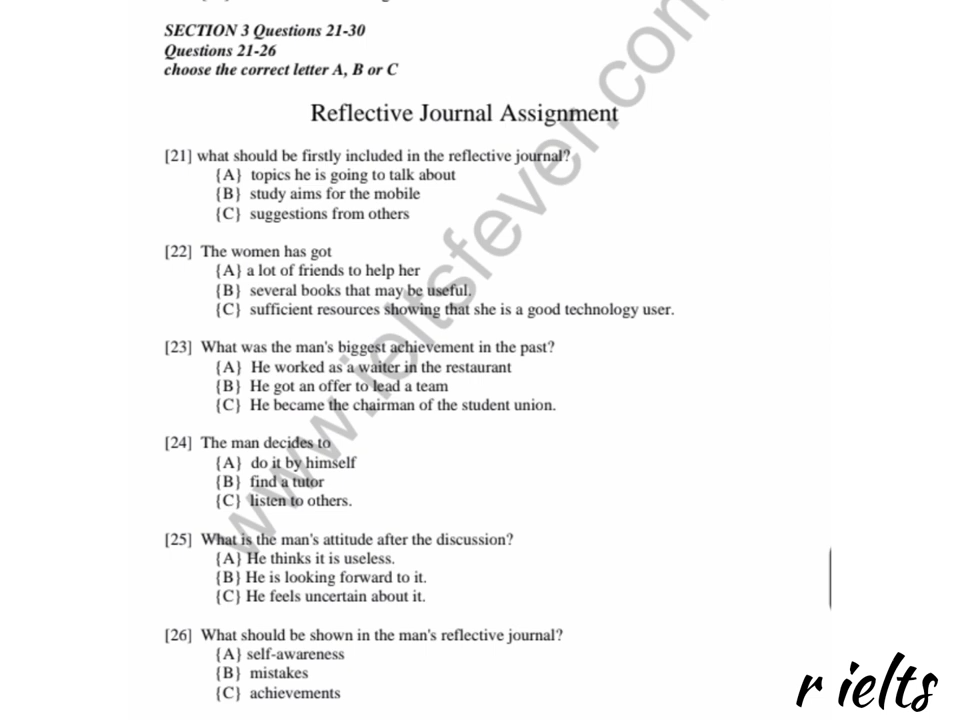 SECTION 3 Questions 21-30
Questions 21-26
choose the correct letter A, B or C
Reflective Journal Assignment
[21] what should be firstly included in the reflective journal?
{A} topics he is going to talk about
{B} study aims for the mobile
{C} suggestions from others
[22] The women has got
{A} a lot of friends to help her
{B} several books that may be useful.
{C} sufficient resources showing that she is a good technology user.
[23] What was the man's biggest achievement in the past?
{A} He worked as a waiter in the restaurant
{B} He got an offer to lead a team
{C} He became the chairman of the student union.
[24] The man decides to
{A} do it by himself
{B} find a tutor
{C} listen to others.
[25] What is the man's attitude after the discussion?
{A} He thinks it is useless.
{B} He is looking forward to it.
{C} He feels uncertain about it.
[26] What should be shown in the man's reflective journal?
{A} self-awareness
{B} mistakes
{C} achievements
www.ieltsfever.com
r ielts